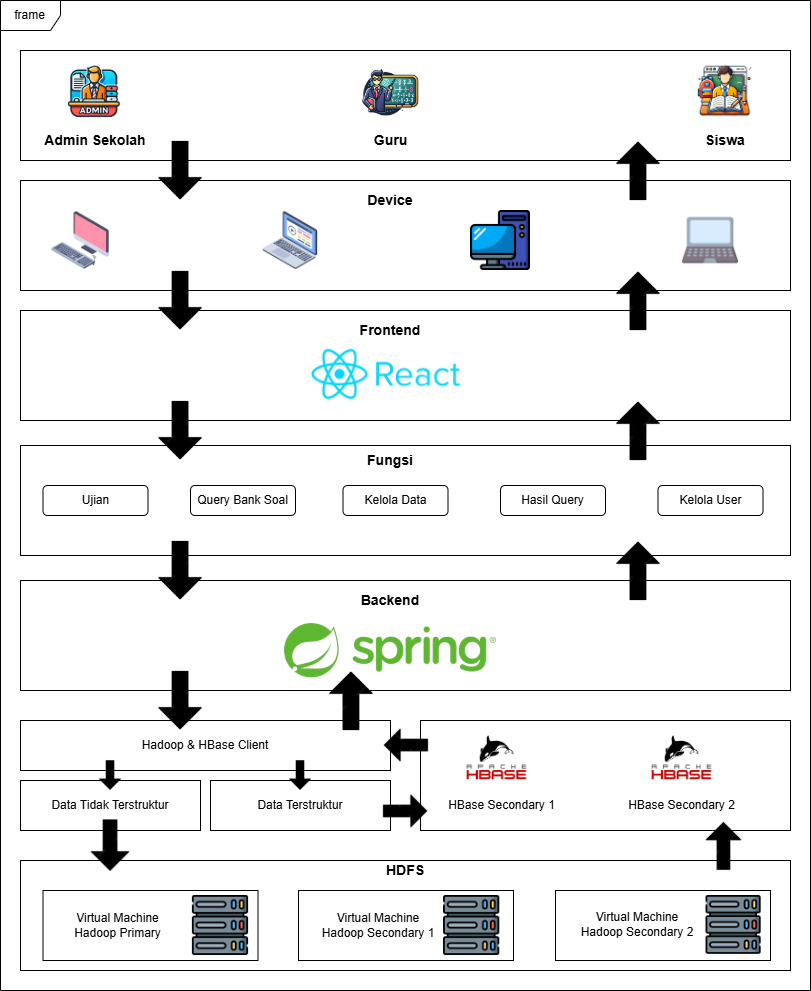 frame
ADMIN
Admin Sekolah
Guru
Siswa
Device
Frontend
React
Fungsi
Ujian
Query Bank Soal
Kelola Data
Hasil Query
Kelola User
Backend
spring®
Hadoop & HBase Client
APACHE
HBASE
APACHE
HBASE
Data Tidak Terstruktur
Data Terstruktur
HBase Secondary 1
HBase Secondary 2
HDFS
Virtual Machine
Hadoop Primary
Virtual Machine
Hadoop Secondary 1
Virtual Machine
Hadoop Secondary 2